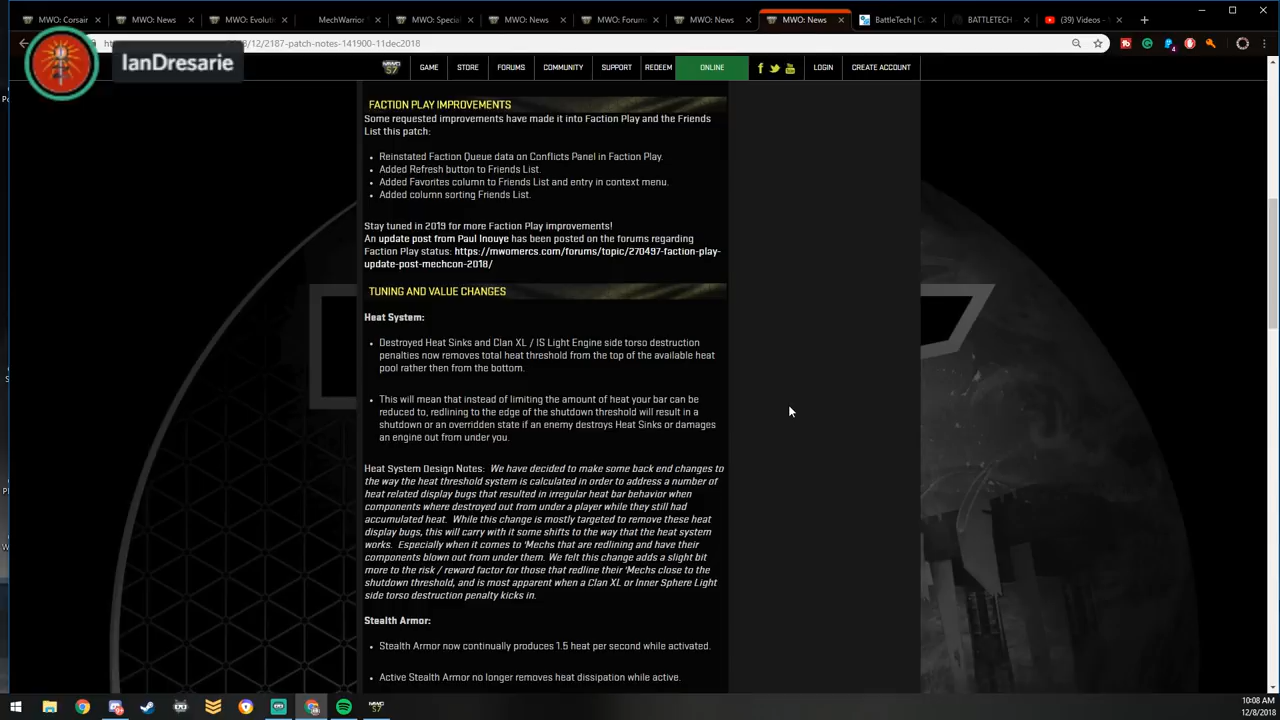 MWO: Corsair
MWO: News
MWO: Evoluti
MechWarrior
MWO: Speci
MWO: News
MWO: Forum
MWO: News
MWO: News
BattleTech | Ca
BATTLETECH
(39) Videos -
8/12/2187-patch-notes-141900-11dec2018
IanDresarie
GAME
STORE
FORUMS
COMMUNITY
SUPPORT
REDEEM
ONLINE
LOGIN
CREATE ACCOUNT
FACTION PLAY IMPROVEMENTS
Some requested improvements have made it into Faction Play and the Friends
List this patch:
• Reinstated Faction Queue data on Conflicts Panel in Faction Play.
• Added Refresh button to Friends List.
• Added Favorites column to Friends List and entry in context menu.
• Added column sorting Friends List.
Stay tuned in 2019 for more Faction Play improvements!
An update post from Paul Inouye has been posted on the forums regarding
Faction Play status: https://mwomercs.com/forums/topic/270497-faction-play-
update-post-mechcon-2018/
TUNING AND VALUE CHANGES
Heat System:
• Destroyed Heat Sinks and Clan XL / IS Light Engine side torso destruction
penalties now removes total heat threshold from the top of the available heat
pool rather then from the bottom.
• This will mean that instead of limiting the amount of heat your bar can be
reduced to, redlining to the edge of the shutdown threshold will result in a
shutdown or an overridden state if an enemy destroys Heat Sinks or damages
an engine out from under you.
Heat System Design Notes: We have decided to make some back end changes to
the way the heat threshold system is calculated in order to address a number of
heat related display bugs that resulted in irregular heat bar behavior when
components where destroyed out from under a player while they still had
accumulated heat. While this change is mostly targeted to remove these heat
display bugs, this will carry with it some shifts to the way that the heat system
works. Especially when it comes to 'Mechs that are redlining and have their
components blown out from under them. We felt this change adds a slight bit
more to the risk / reward factor for those that redline their 'Mechs close to the
shutdown threshold, and is most apparent when a Clan XL or Inner Sphere Light
side torso destruction penalty kicks in.
Stealth Armor:
• Stealth Armor now continually produces 1.5 heat per second while activated.
• Active Stealth Armor no longer removes heat dissipation while active.
10:08 AM
12/8/2018